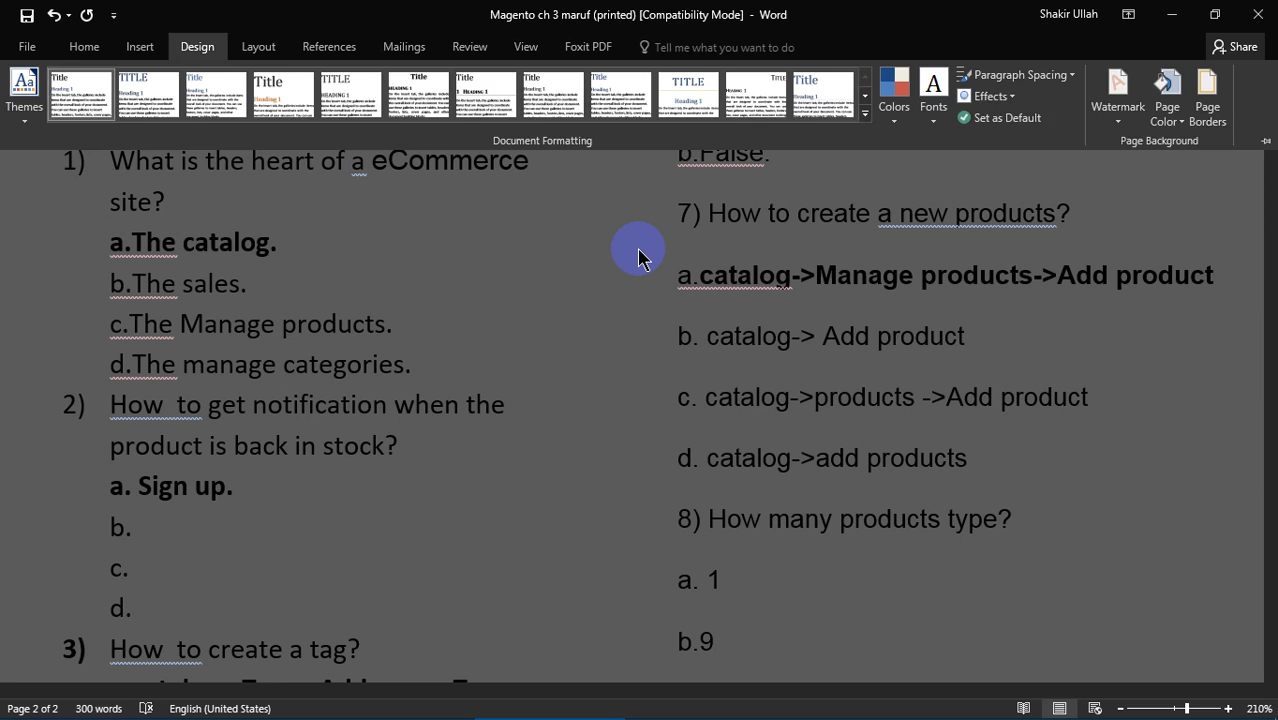 Magento ch 3 maruf (printed) [Compatibility Mode] - Word
Shakir Ullah
File Home Insert Design Layout References Mailings Review View Foxit PDF Tell me what you want to do
Share
Themes
Colors
Fonts
Paragraph Spacing
Effects
Set as Default
Watermark
Page Color
Page Borders
Document Formatting
Page Background
1) What is the heart of a eCommerce
site?
a.The catalog.
b.The sales.
c.The Manage products.
d.The manage categories.
2) How to get notification when the
product is back in stock?
a. Sign up.
b.
c.
d.
3) How to create a tag?
b.False.
7) How to create a new products?
a.catalog->Manage products->Add product
b. catalog-> Add product
c. catalog->products ->Add product
d. catalog->add products
8) How many products type?
a. 1
b.9
Page 2 of 2 300 words English (United States) 210%